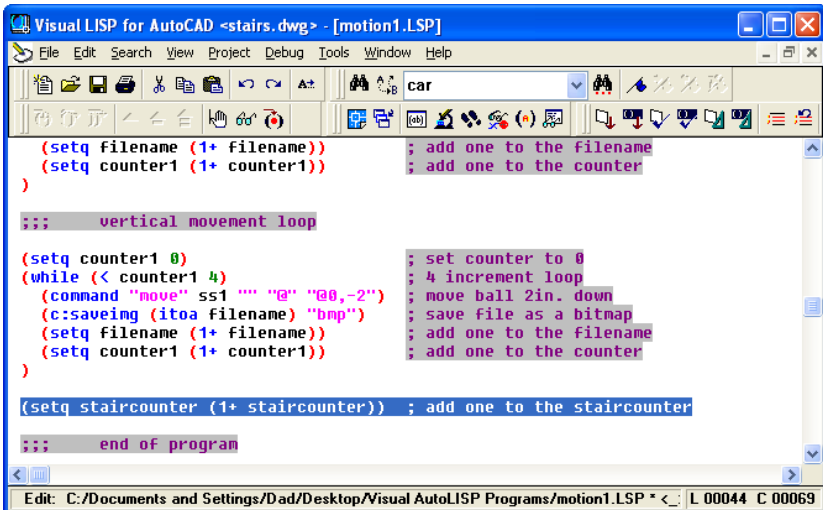 Visual LISP for AutoCAD <stairs.dwg> - [motion1.LSP]
File Edit Search View Project Debug Tools Window Help
car
(setq filename (1+ filename)) ; add one to the filename
(setq counter1 (1+ counter1)) ; add one to the counter
)
;;; vertical movement loop
(setq counter1 0) ; set counter to 0
(while (< counter1 4) ; 4 increment loop
(command "move" ss1 "" "@" "@0,-2") ; move ball 2in. down
(c:saveimg (itoa filename) "bmp") ; save file as a bitmap
(setq filename (1+ filename)) ; add one to the filename
(setq counter1 (1+ counter1)) ; add one to the counter
)
(setq staircounter (1+ staircounter)) ; add one to the staircounter
;;; end of program
Edit: C:/Documents and Settings/Dad/Desktop/Visual AutoLISP Programs/motion1.LSP * <_: L 00044 C 00069